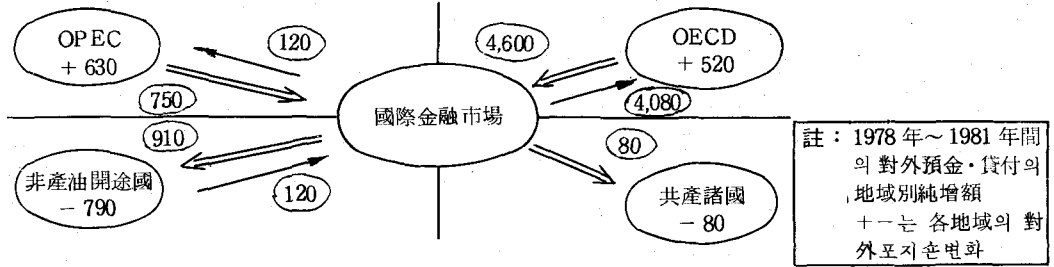 OPEC
+ 630
120
4,600
OECD
+ 520
750
4,080
國際金融市場
910
80
非產油開途國
- 790
120
共產諸國
- 80
註 : 1978 年～1981 年間
의 對外預金·貸付의
地域別純增額
+-는 各地域의 對
外포지숀변화